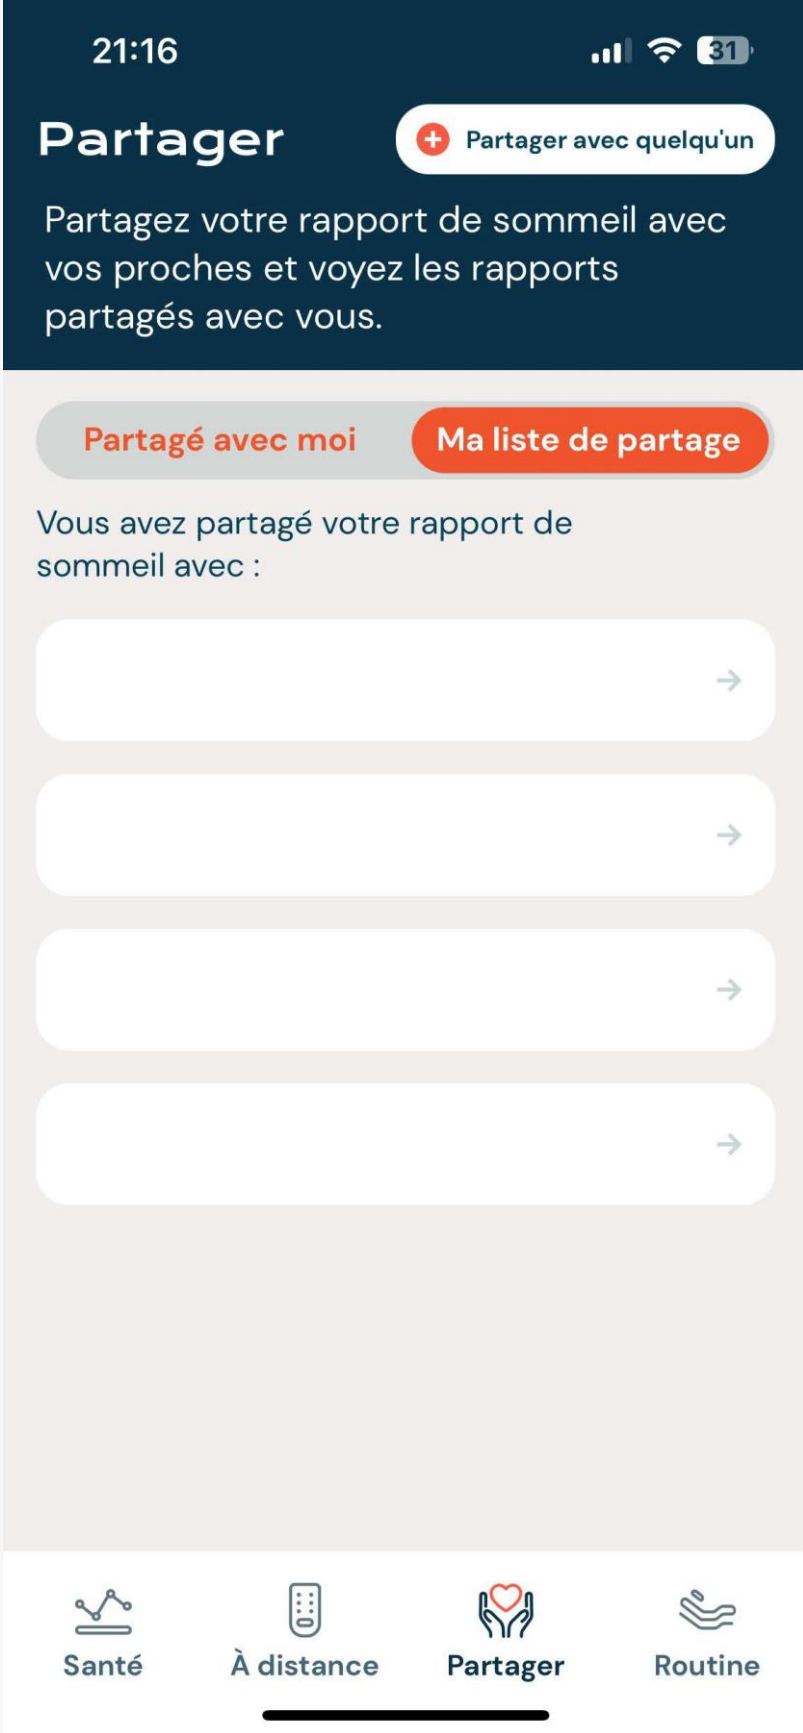 21:16
31
Partager
Partager avec quelqu'un
Partagez votre rapport de sommeil avec
vos proches et voyez les rapports
partagés avec vous.
Partagé avec moi
Ma liste de partage
Vous avez partagé votre rapport de
sommeil avec :
Santé
À distance
Partager
Routine